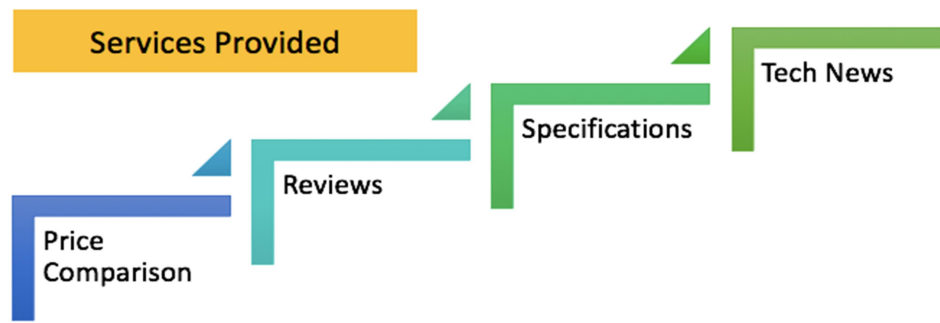 Services Provided
Price
Comparison
Reviews
Specifications
Tech News